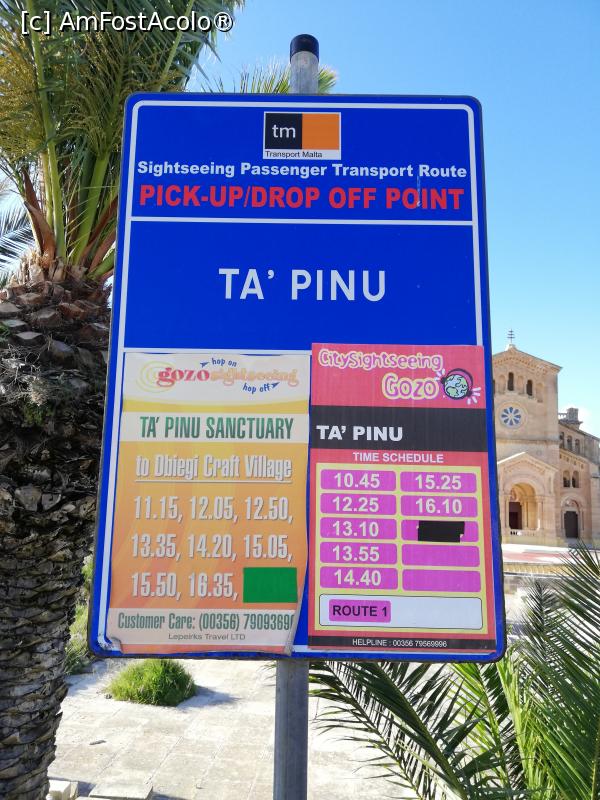 [c] AmFostAcolo®
tm
Transport Malta
Sightseeing Passenger Transport Route
PICK-UP/DROP OFF POINT
TA' PINU
hop on
gozo sightseeing
hop off
TA' PINU SANCTUARY
to Dbiegi Craft Village
11.15, 12.05, 12.50,
13.35, 14.20, 15.05,
15.50, 16.35,
Customer Care: (00356) 7909369
Lepeirks Travel LTD
CitySightseeing
Gozo
TA' PINU
TIME SCHEDULE
10.45 15.25
12.25 16.10
13.10
13.55
14.40
ROUTE 1
HELPLINE : 00356 79569996